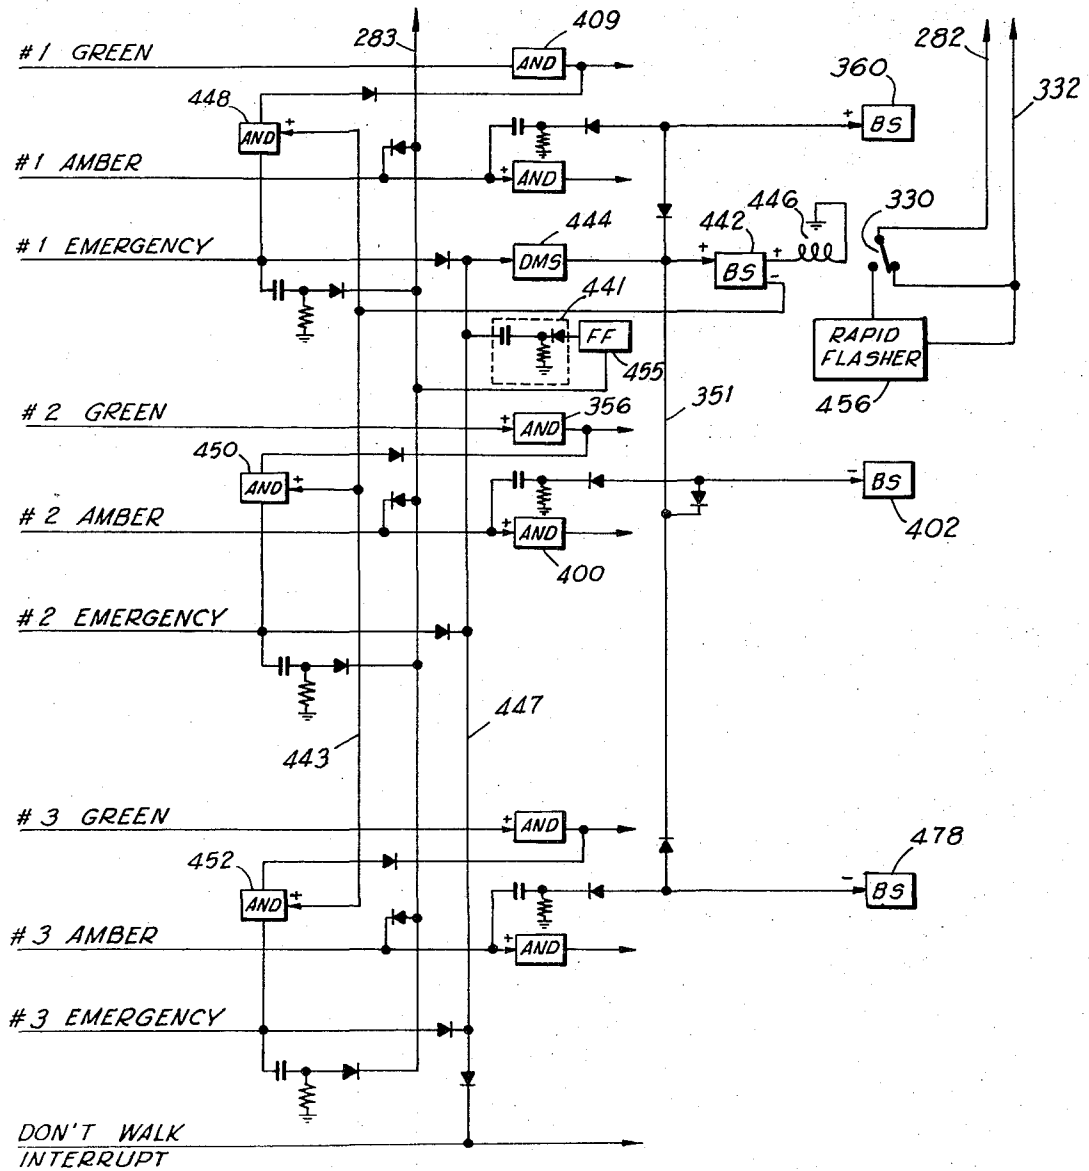 409
# 1 GREEN
283
AND
282
360
332
448
+
BS
AND
+
# 1 AMBER
+
AND
+
446
330
# 1 EMERGENCY
444
442
DMS
+
BS
+
-
441
FF
455
RAPID
FLASHER
456
# 2 GREEN
+
AND
356
351
450
AND
+
-
BS
402
# 2 AMBER
+
AND
400
# 2 EMERGENCY
447
443
# 3 GREEN
+
AND
452
AND
+
478
-
BS
# 3 AMBER
+
AND
# 3 EMERGENCY
DON'T WALK
INTERRUPT